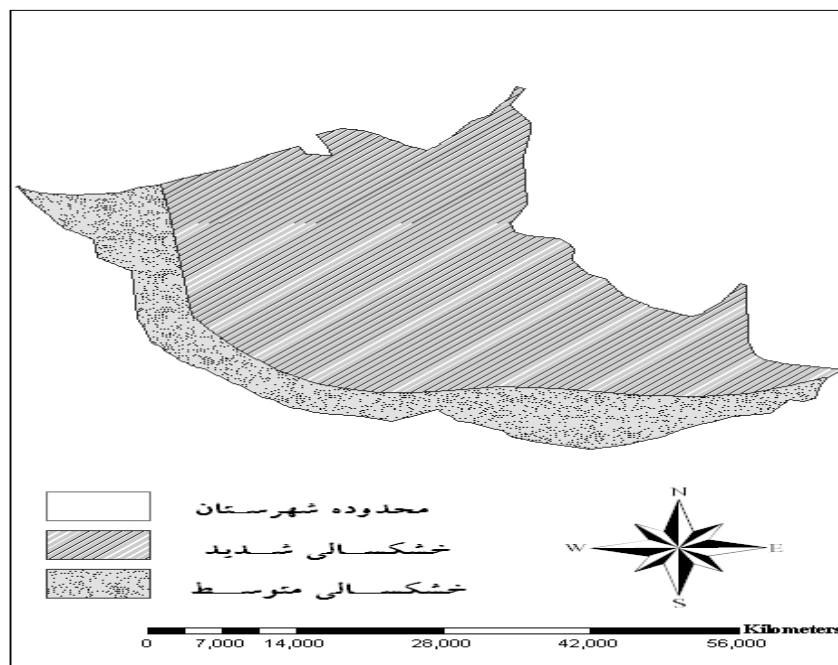 محدوده شهرستان
خشکسالی شدید
خشکسالی متوسط
N
W E
S
Kilometers
0 7,000 14,000 28,000 42,000 56,000